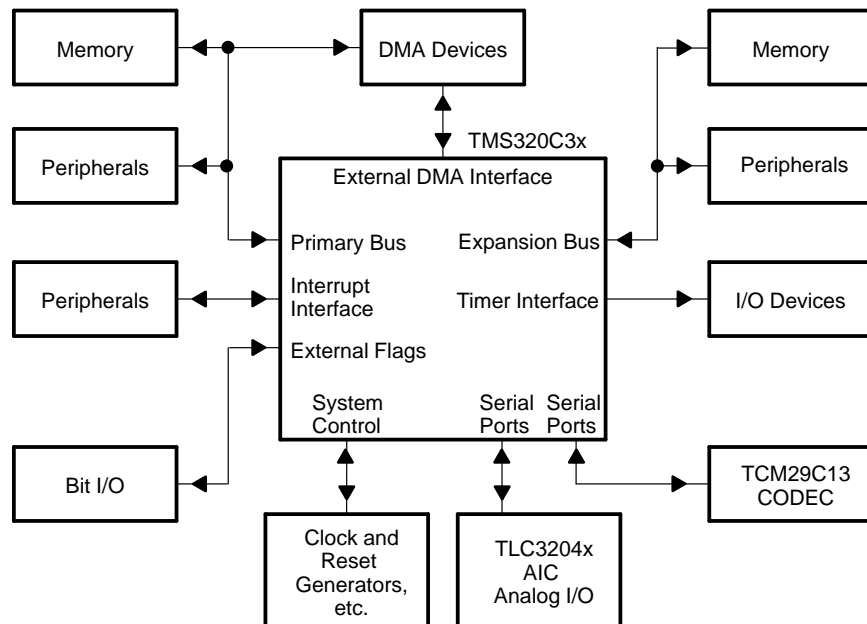 Memory
DMA Devices
Memory
TMS320C3x
Peripherals
External DMA Interface
Peripherals
Primary Bus
Expansion Bus
Peripherals
Interrupt
Interface
Timer Interface
I/O Devices
External Flags
System
Control
Serial
Ports
Serial
Ports
Bit I/O
TCM29C13
CODEC
Clock and
Reset
Generators,
etc.
TLC3204x
AIC
Analog I/O